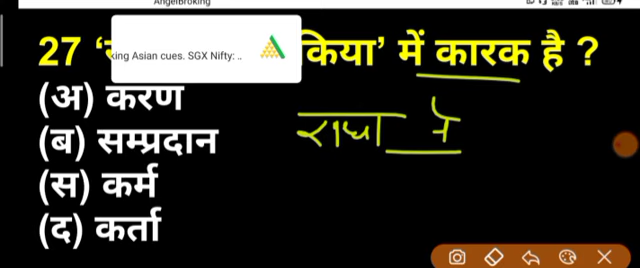 AngelBroking
27 ‘ किया’ में कारक है ?
king Asian cues. SGX Nifty: ..
(अ) करण
(ब) सम्प्रदान
राधा ने
(स) कर्म
(द) कर्ता